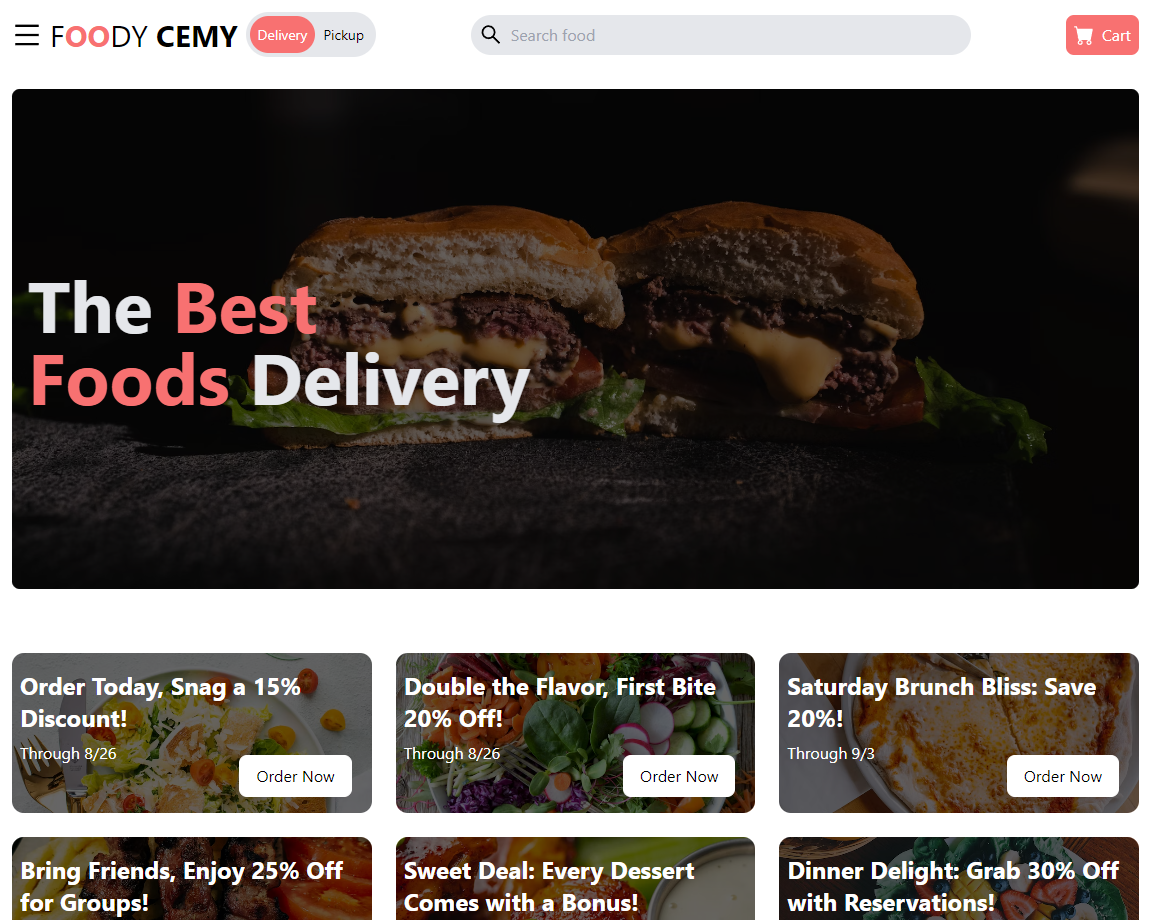 FOODY CEMY
Delivery
Pickup
Search food
Cart
The Best
Foods Delivery
Order Today, Snag a 15%
Discount!
Through 8/26
Order Now
Double the Flavor, First Bite
20% Off!
Through 8/26
Order Now
Saturday Brunch Bliss: Save
20%!
Through 9/3
Order Now
Bring Friends, Enjoy 25% Off
for Groups!
Sweet Deal: Every Dessert
Comes with a Bonus!
Dinner Delight: Grab 30% Off
with Reservations!